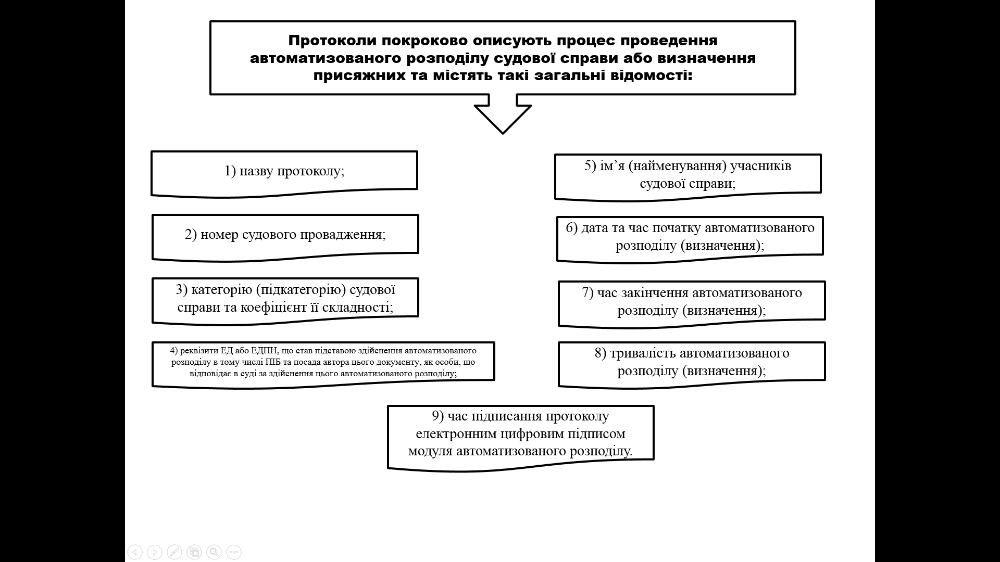 Протоколи покроково описують процес проведення
автоматизованого розподілу судової справи або визначення
присяжних та містять такі загальні відомості:
1) назву протоколу;
2) номер судового провадження;
3) категорію (підкатегорію) судової
справи та коефіцієнт її складності;
4) реквізити ЕД або ЕДПН, що став підставою здійснення автоматизованого
розподілу в тому числі ПІБ та посада автора цього документу, як особи, що
відповідає в суді за здійснення цього автоматизованого розподілу;
5) ім’я (найменування) учасників
судової справи;
6) дата та час початку автоматизованого
розподілу (визначення);
7) час закінчення автоматизованого
розподілу (визначення);
8) тривалість автоматизованого
розподілу (визначення);
9) час підписання протоколу
електронним цифровим підписом
модуля автоматизованого розподілу.